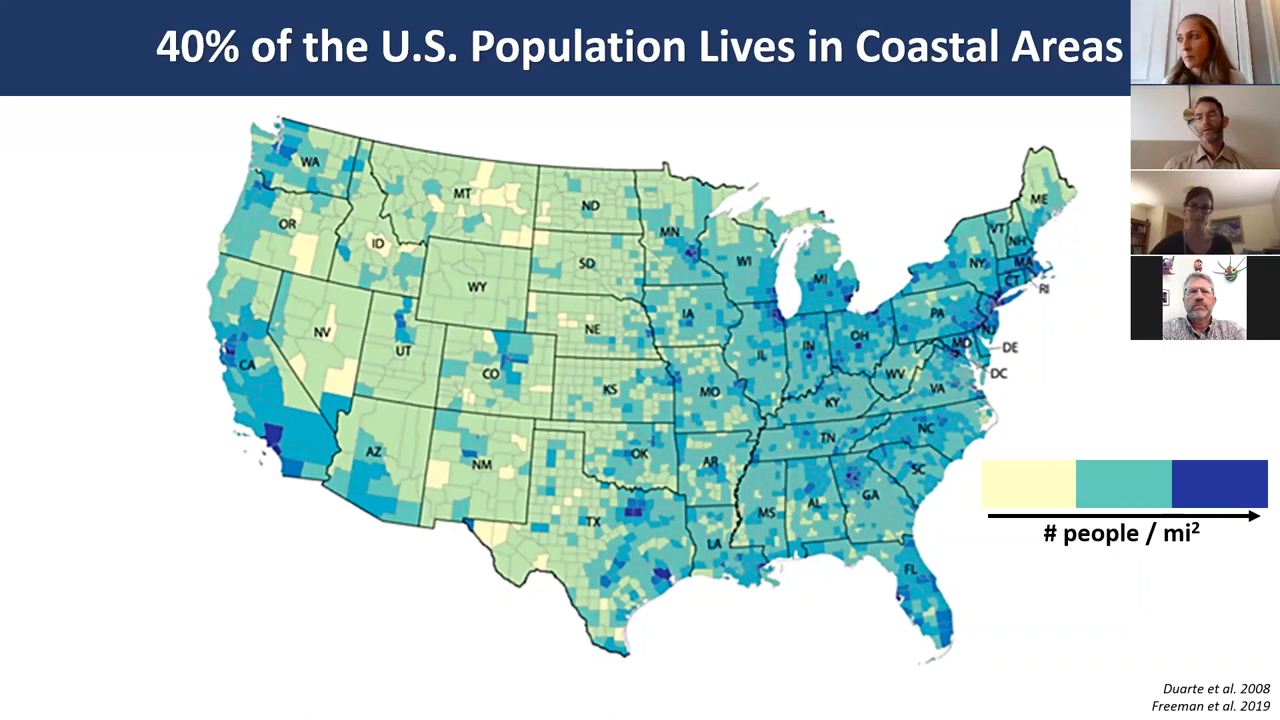 40% of the U.S. Population Lives in Coastal Areas
WA
MT
ND
MN
ME
OR
ID
SD
WI
VT
NH
NY
MA
CT
RI
WY
MI
IA
PA
NJ
NV
NE
OH
IN
IL
MD
DE
UT
CA
CO
KS
MO
WV
VA
DC
KY
AZ
NM
OK
AR
TN
NC
SC
TX
MS
AL
GA
LA
FL
# people / mi²
Duarte et al. 2008
Freeman et al. 2019